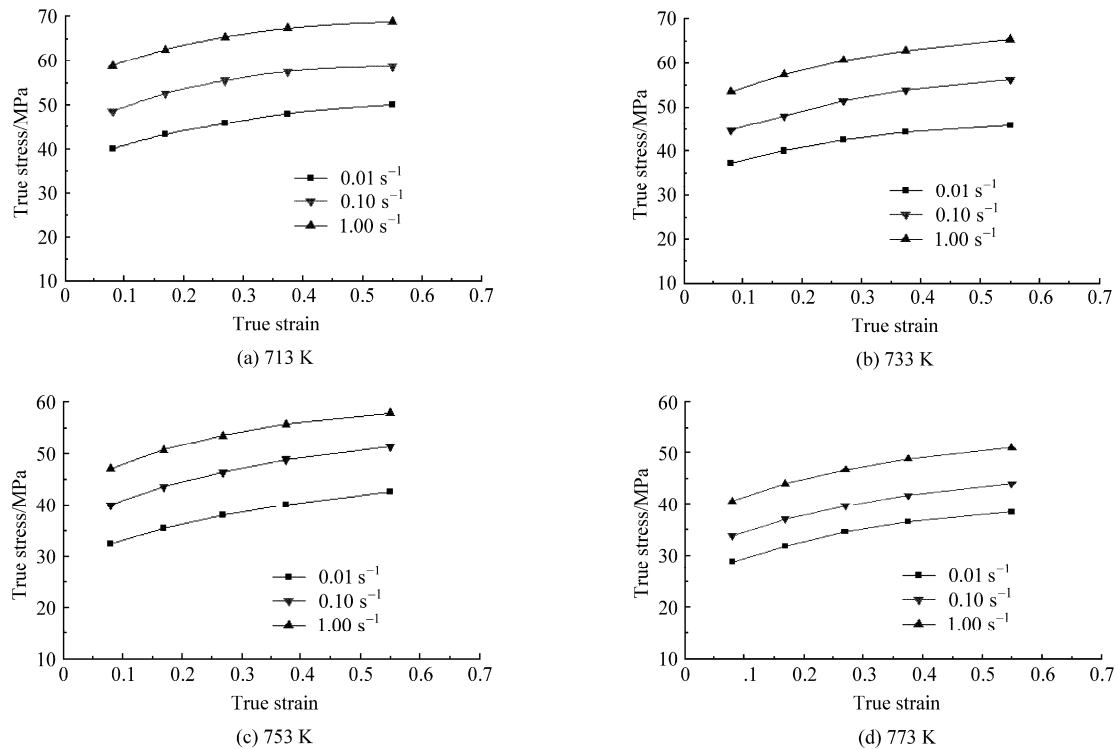 70
60
50
40
30
20
10
True stress/MPa
0.01 s⁻¹
0.10 s⁻¹
1.00 s⁻¹
0 0.1 0.2 0.3 0.4 0.5 0.6 0.7
True strain
(a) 713 K
70
60
50
40
30
20
10
True stress/MPa
0.01 s⁻¹
0.10 s⁻¹
1.00 s⁻¹
0 0.1 0.2 0.3 0.4 0.5 0.6 0.7
True strain
(b) 733 K
60
50
40
30
20
10
True stress/MPa
0.01 s⁻¹
0.10 s⁻¹
1.00 s⁻¹
0 0.1 0.2 0.3 0.4 0.5 0.6 0.7
True strain
(c) 753 K
60
50
40
30
20
10
True stress/MPa
0.01 s⁻¹
0.10 s⁻¹
1.00 s⁻¹
0 .1 0.2 0.3 0.4 0.5 0.6 0.7
True strain
(d) 773 K